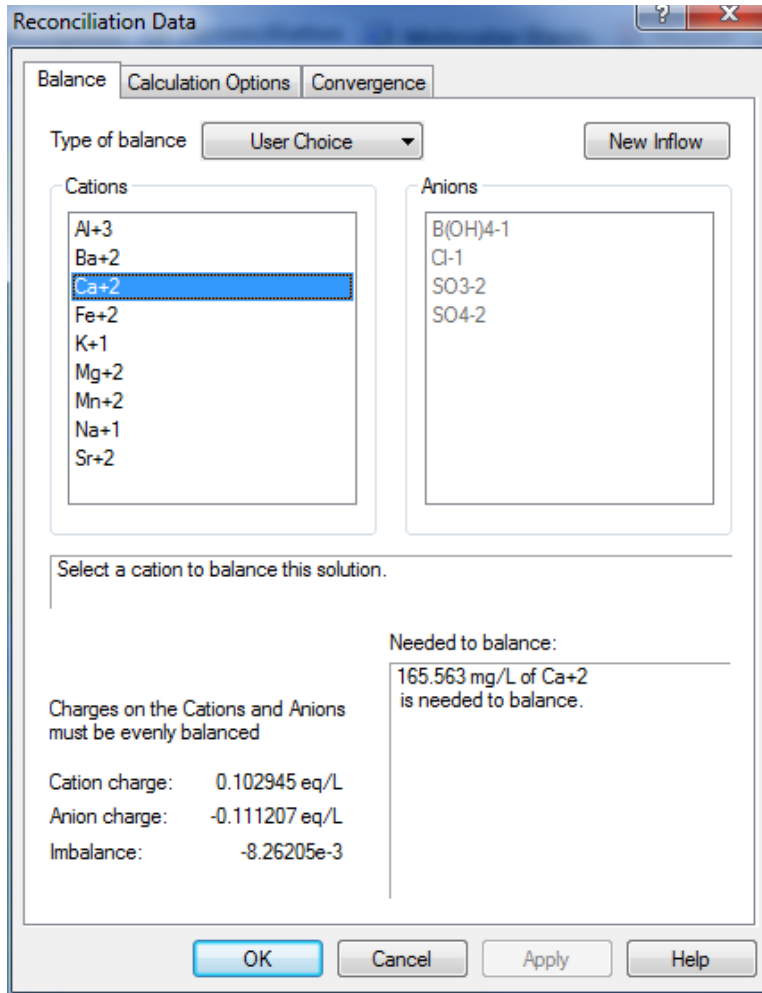 Reconciliation Data
?
X
Balance
Calculation Options
Convergence
Type of balance
User Choice
New Inflow
Cations
Al+3
Ba+2
Ca+2
Fe+2
K+1
Mg+2
Mn+2
Na+1
Sr+2
Anions
B(OH)4-1
Cl-1
SO3-2
SO4-2
Select a cation to balance this solution.
Charges on the Cations and Anions
must be evenly balanced
Cation charge: 0.102945 eq/L
Anion charge: -0.111207 eq/L
Imbalance: -8.26205e-3
Needed to balance:
165.563 mg/L of Ca+2
is needed to balance.
OK
Cancel
Apply
Help